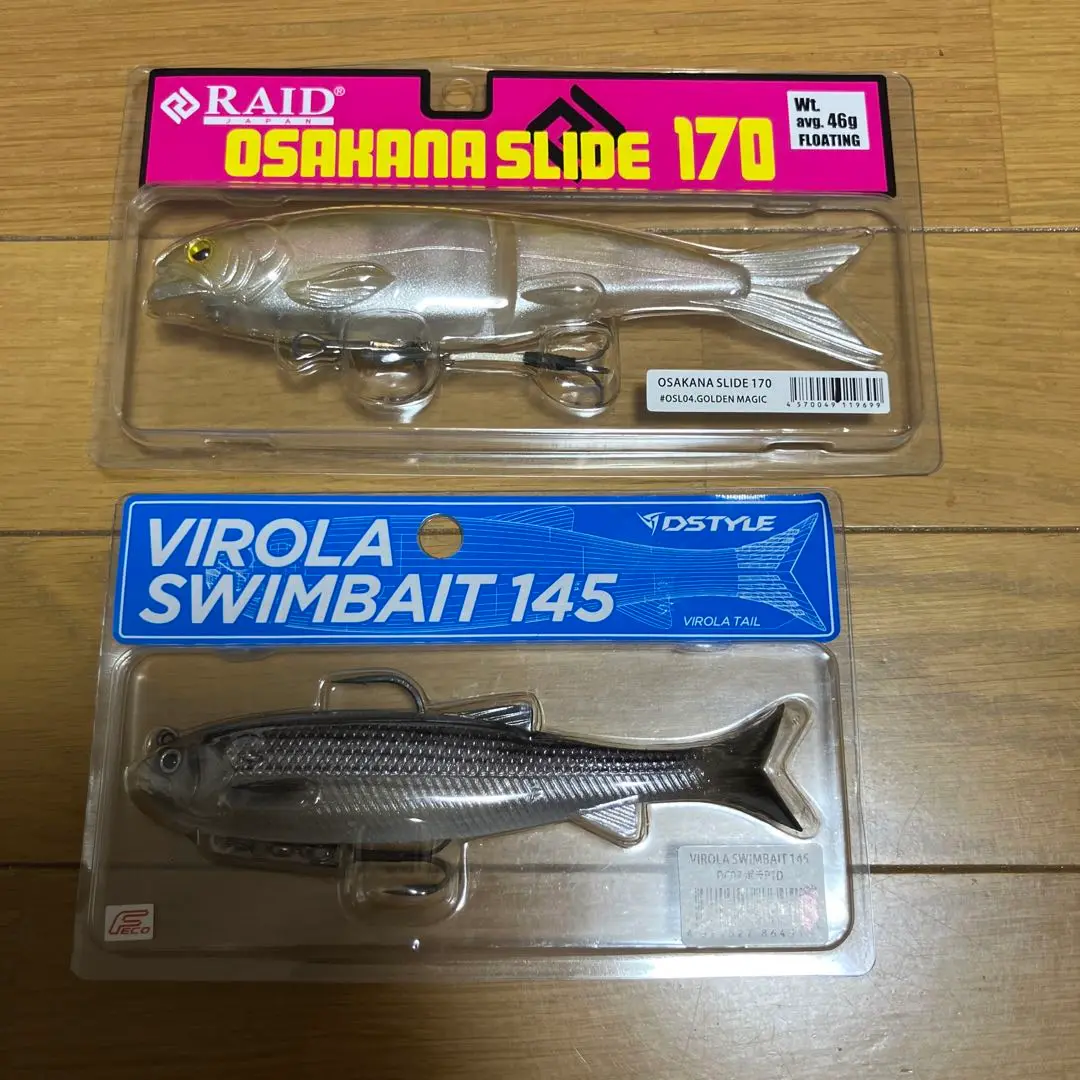 RAID®
JAPAN
OSAKANA SLIDE 170
Wt.
avg. 46g
FLOATING
OSAKANA SLIDE 170
#OSL04.GOLDEN MAGIC
4 570049 119699
VIROLA
SWIMBAIT 145
DSTYLE
VIROLA TAIL
VIROLA SWIMBAIT 145
FECO